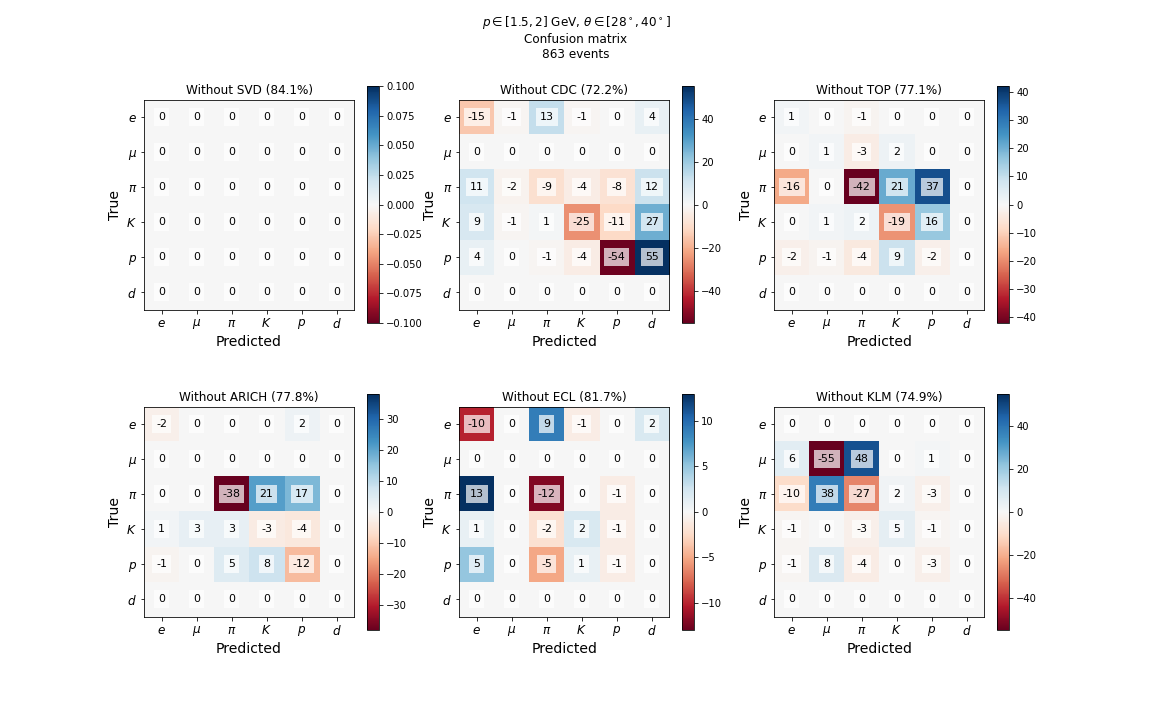 p ∈ [1.5, 2] GeV, θ ∈ [28°, 40°]
Confusion matrix
863 events
Without SVD (84.1%)
e 0 0 0 0 0 0
μ 0 0 0 0 0 0
π 0 0 0 0 0 0
K 0 0 0 0 0 0
p 0 0 0 0 0 0
d 0 0 0 0 0 0
e μ π K p d
True
Predicted
0.100
0.075
0.050
0.025
0.000
−0.025
−0.050
−0.075
−0.100
Without CDC (72.2%)
e -15 -1 13 -1 0 4
μ 0 0 0 0 0 0
π 11 -2 -9 -4 -8 12
K 9 -1 1 -25 -11 27
p 4 0 -1 -4 -54 55
d 0 0 0 0 0 0
e μ π K p d
True
Predicted
40
20
0
−20
−40
Without TOP (77.1%)
e 1 0 -1 0 0 0
μ 0 1 -3 2 0 0
π -16 0 -42 21 37 0
K 0 1 2 -19 16 0
p -2 -1 -4 9 -2 0
d 0 0 0 0 0 0
e μ π K p d
True
Predicted
40
30
20
10
0
−10
−20
−30
−40
Without ARICH (77.8%)
e -2 0 0 0 2 0
μ 0 0 0 0 0 0
π 0 0 -38 21 17 0
K 1 3 3 -3 -4 0
p -1 0 5 8 -12 0
d 0 0 0 0 0 0
e μ π K p d
True
Predicted
30
20
10
0
−10
−20
−30
Without ECL (81.7%)
e -10 0 9 -1 0 2
μ 0 0 0 0 0 0
π 13 0 -12 0 -1 0
K 1 0 -2 2 -1 0
p 5 0 -5 1 -1 0
d 0 0 0 0 0 0
e μ π K p d
True
Predicted
10
5
0
−5
−10
Without KLM (74.9%)
e 0 0 0 0 0 0
μ 6 -55 48 0 1 0
π -10 38 -27 2 -3 0
K -1 0 -3 5 -1 0
p -1 8 -4 0 -3 0
d 0 0 0 0 0 0
e μ π K p d
True
Predicted
40
20
0
−20
−40